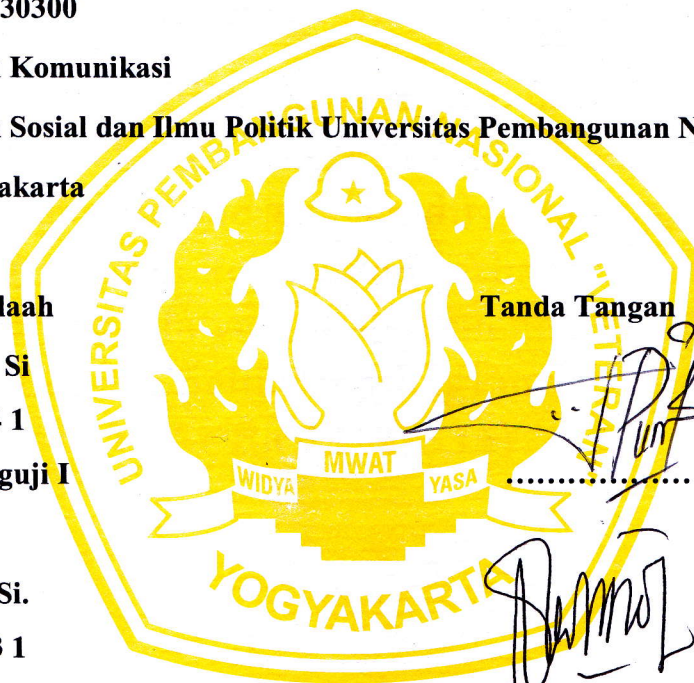 30300
Komunikasi
Sosial dan Ilmu Politik Universitas Pembangunan N
akarta
UNIVERSITAS PEMBANGUNAN NASIONAL "VETERAN
laah
Tanda Tangan
Si
1
guji I
WIDYA MWAT YASA
YOGYAKARTA
Si.
1